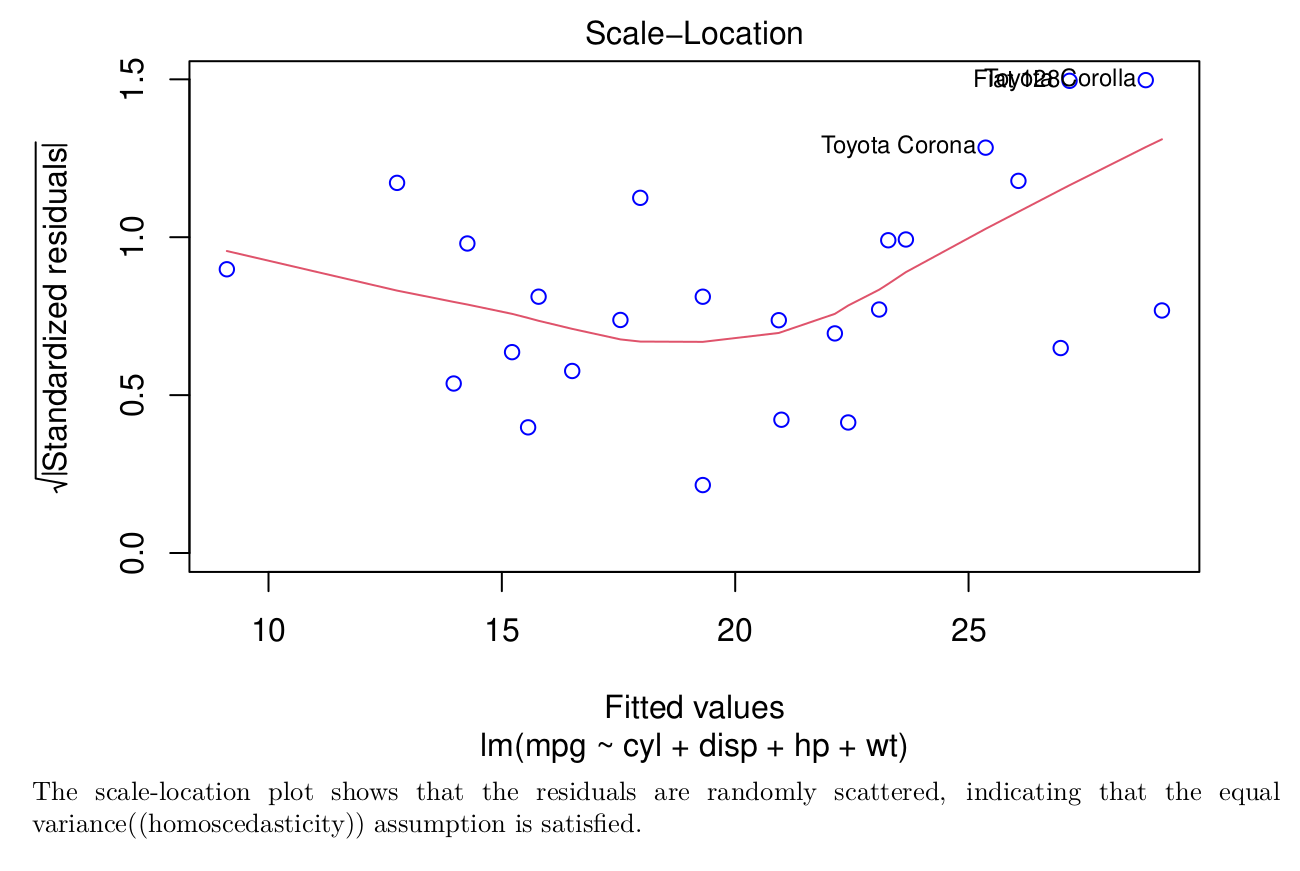 Scale−Location
Fiat 128
Toyota Corolla
Toyota Corona
√|Standardized residuals|
1.5
1.0
0.5
0.0
10 15 20 25
Fitted values
lm(mpg ~ cyl + disp + hp + wt)
The scale-location plot shows that the residuals are randomly scattered, indicating that the equal
variance((homoscedasticity)) assumption is satisfied.